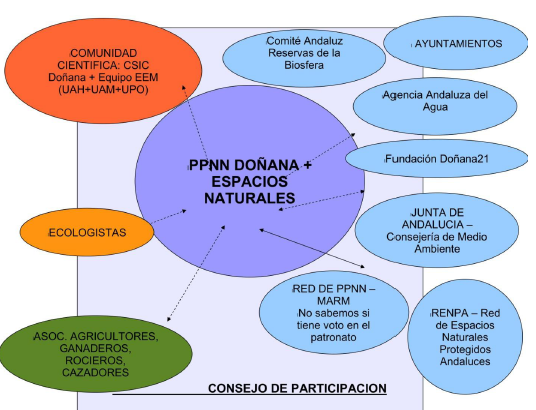 COMUNIDAD
CIENTIFICA: CSIC
Doñana + Equipo EEM
(UAH+UAM+UPO)
Comité Andaluz
Reservas de la
Biosfera
AYUNTAMIENTOS
Agencia Andaluza del
Agua
Fundación Doñana21
PPNN DOÑANA +
ESPACIOS
NATURALES
ECOLOGISTAS
JUNTA DE
ANDALUCIA –
Consejería de Medio
Ambiente
RED DE PPNN –
MARM
No sabemos si
tiene voto en el
patronato
RENPA – Red
de Espacios
Naturales
Protegidos
Andaluces
ASOC. AGRICULTORES,
GANADEROS,
ROCIEROS,
CAZADORES
CONSEJO DE PARTICIPACION